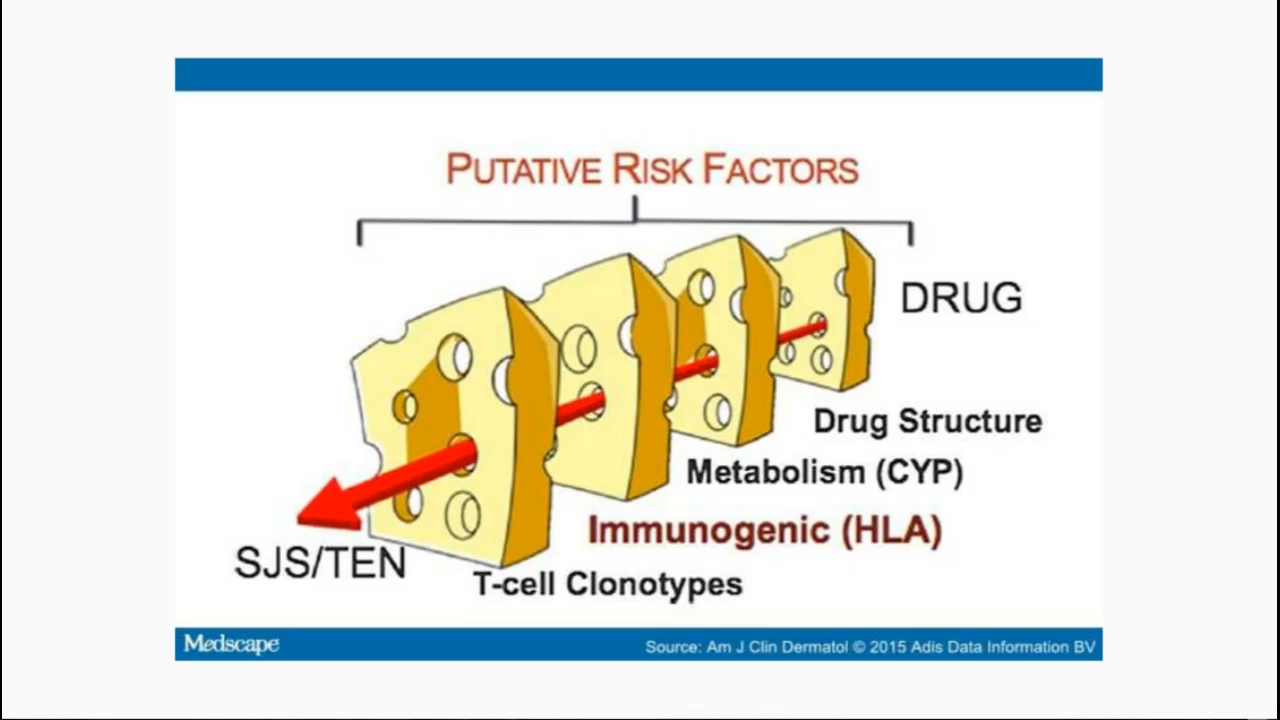 PUTATIVE RISK FACTORS
DRUG
Drug Structure
Metabolism (CYP)
Immunogenic (HLA)
SJS/TEN
T-cell Clonotypes
Medscape
Source: Am J Clin Dermatol © 2015 Adis Data Information BV